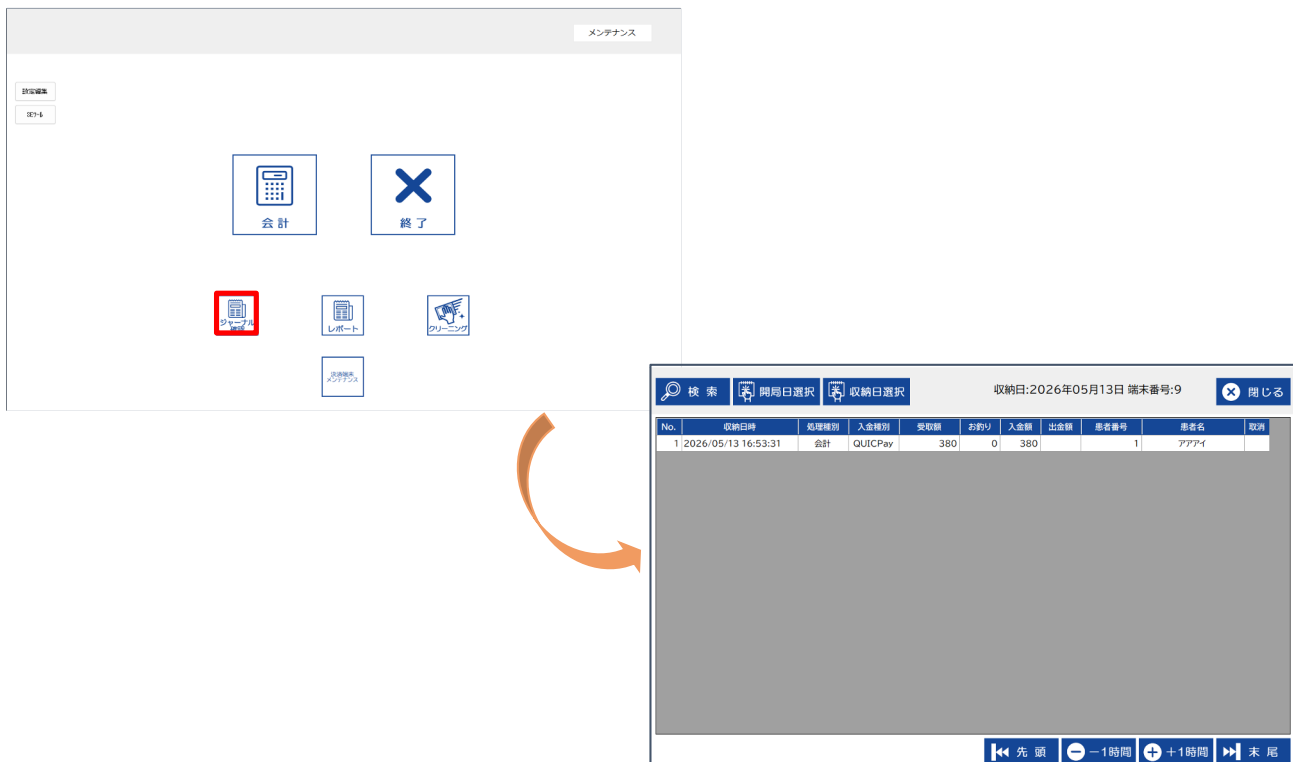 メンテナンス
設定編集
SEﾂｰﾙ
会計
終了
ジャーナル
確認
レポート
クリーニング
決済端末
メンテナンス
検 索
開局日選択
収納日選択
収納日:2026年05月13日 端末番号:9
閉じる
No. 収納日時 処理種別 入金種別 受取額 お釣り 入金額 出金額 患者番号 患者名 取消
1 2026/05/13 16:53:31 会計 QUICPay 380 0 380 1 アアアイ
先 頭
－1時間
＋1時間
末 尾